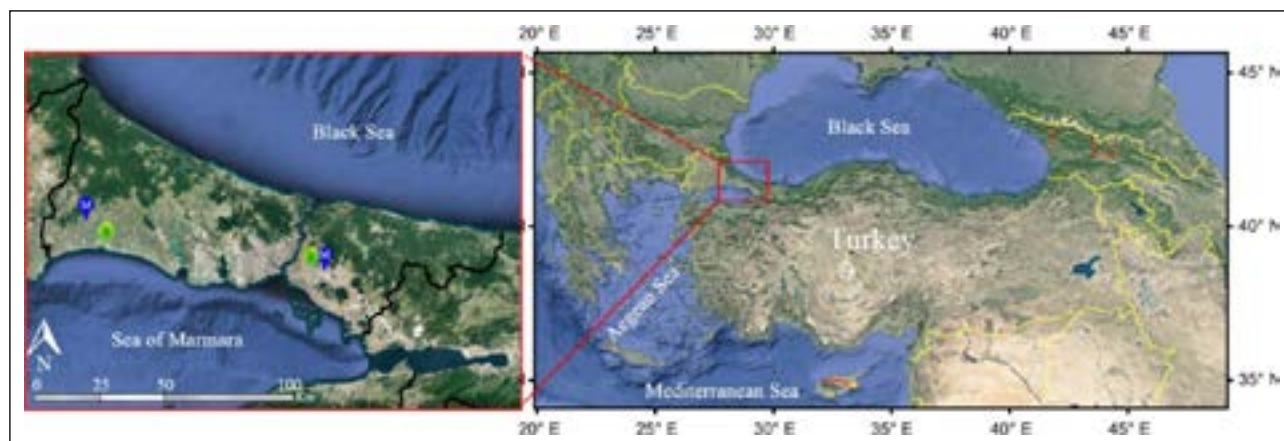 20° E 25° E 30° E 35° E 40° E 45° E
Black Sea
Sea of Marmara
N
0 25 50 100
45° N
40° N
35° N
Black Sea
Turkey
Aegean Sea
Mediterranean Sea
20° E 25° E 30° E 35° E 40° E 45° E